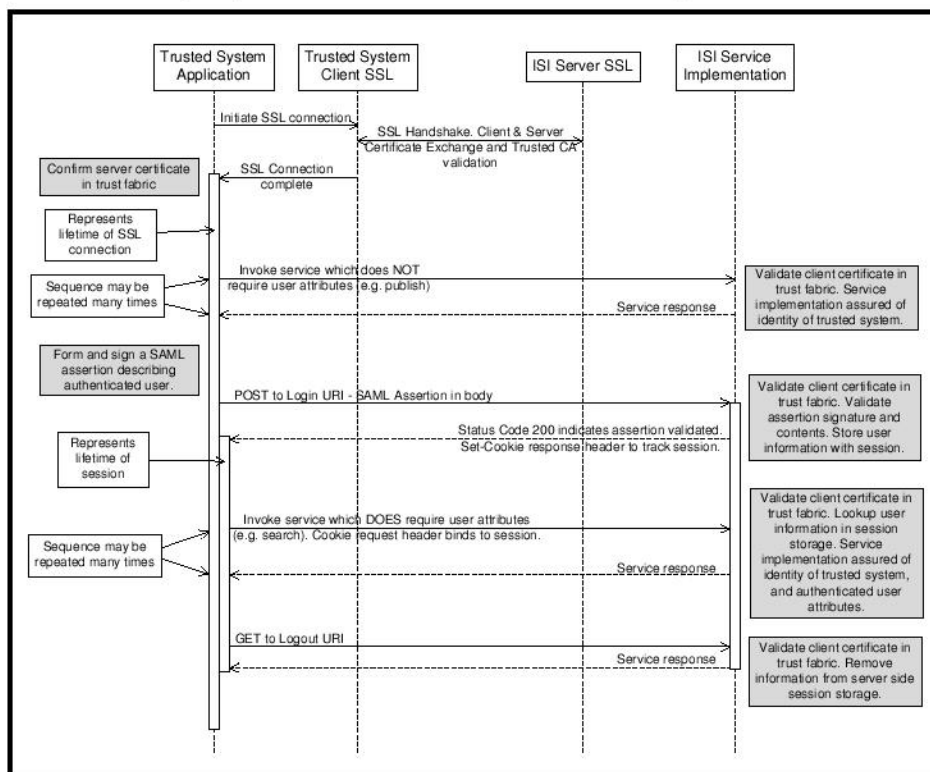 Trusted System
Application
Trusted System
Client SSL
ISI Server SSL
ISI Service
Implementation
Initiate SSL connection
SSL Handshake. Client & Server
Certificate Exchange and Trusted CA
validation
Confirm server certificate
in trust fabric
SSL Connection
complete
Represents
lifetime of SSL
connection
Sequence may be
repeated many times
Invoke service which does NOT
require user attributes (e.g. publish)
Service response
Validate client certificate in
trust fabric. Service
implementation assured of
identity of trusted system.
Form and sign a SAML
assertion describing
authenticated user.
POST to Login URI - SAML Assertion in body
Status Code 200 indicates assertion validated.
Set-Cookie response header to track session.
Validate client certificate in
trust fabric. Validate
assertion signature and
contents. Store user
information with session.
Represents
lifetime of
session
Invoke service which DOES require user attributes
(e.g. search). Cookie request header binds to session.
Sequence may be
repeated many times
Service response
Validate client certificate in
trust fabric. Lookup user
information in session
storage. Service
implementation assured of
identity of trusted system,
and authenticated user
attributes.
GET to Logout URI
Service response
Validate client certificate in
trust fabric. Remove
information from server side
session storage.